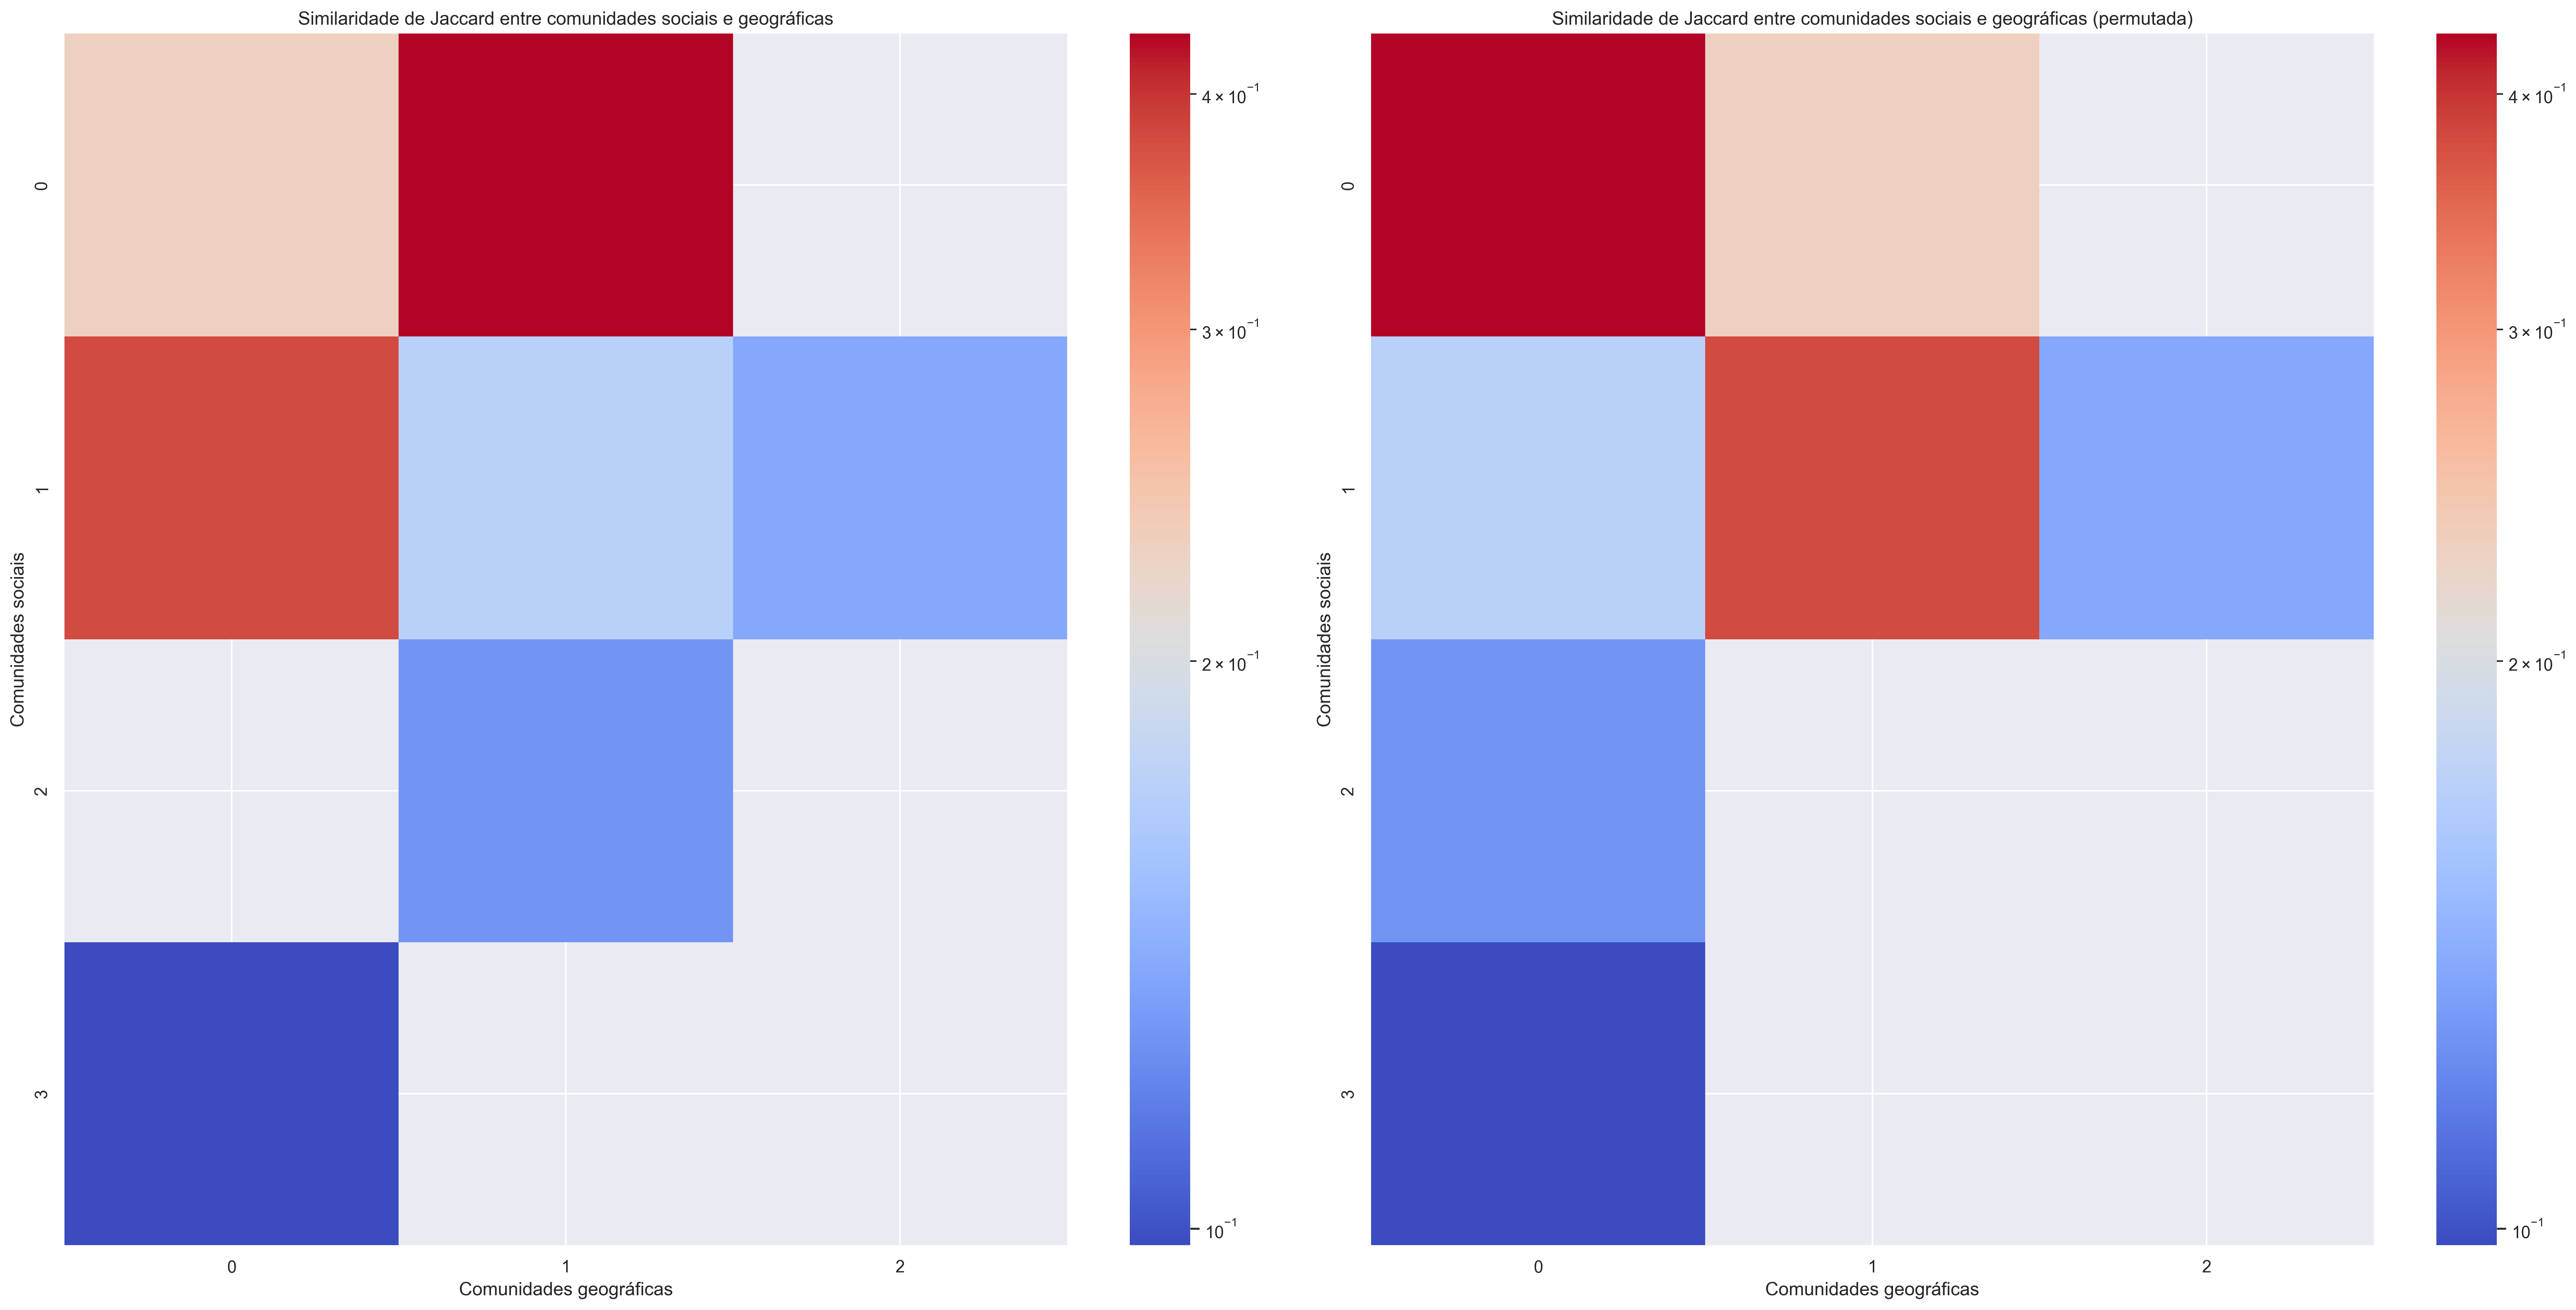 Similaridade de Jaccard entre comunidades sociais e geográficas
Comunidades sociais
0
1
2
3
0 1 2
Comunidades geográficas
4 × 10⁻¹
3 × 10⁻¹
2 × 10⁻¹
10⁻¹
Similaridade de Jaccard entre comunidades sociais e geográficas (permutada)
Comunidades sociais
0
1
2
3
0 1 2
Comunidades geográficas
4 × 10⁻¹
3 × 10⁻¹
2 × 10⁻¹
10⁻¹